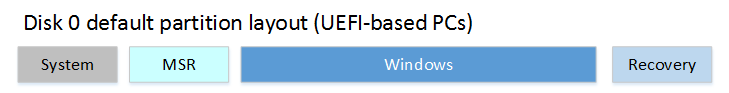 Disk 0 default partition layout (UEFI-based PCs)
System MSR Windows Recovery